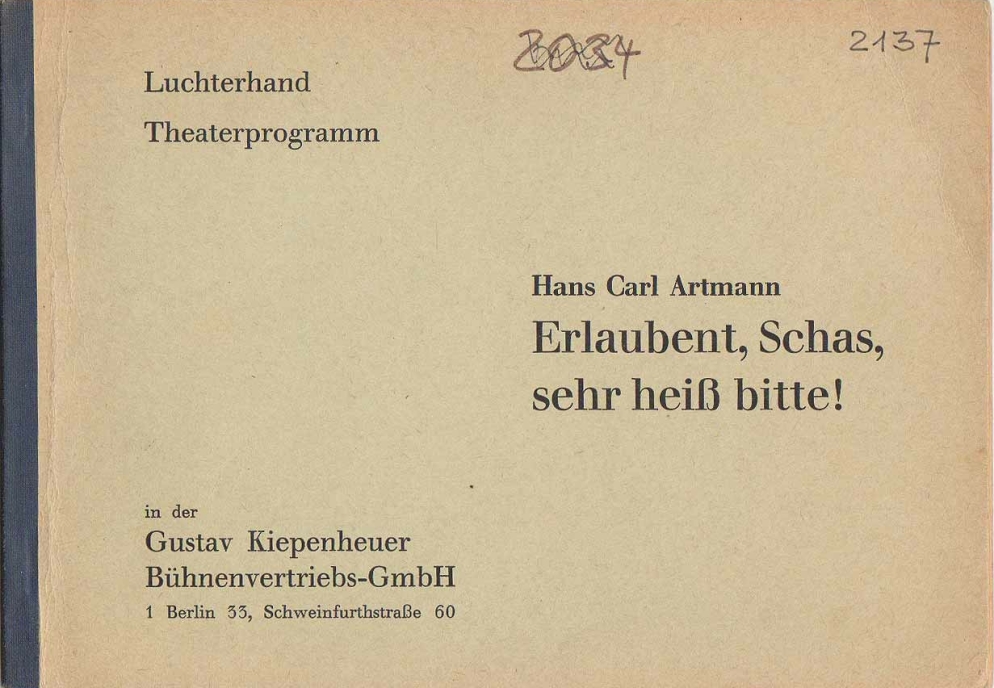 2034
2137
Luchterhand
Theaterprogramm
Hans Carl Artmann
Erlaubent, Schas,
sehr heiß bitte!
in der
Gustav Kiepenheuer
Bühnenvertriebs-GmbH
1 Berlin 33, Schweinfurthstraße 60